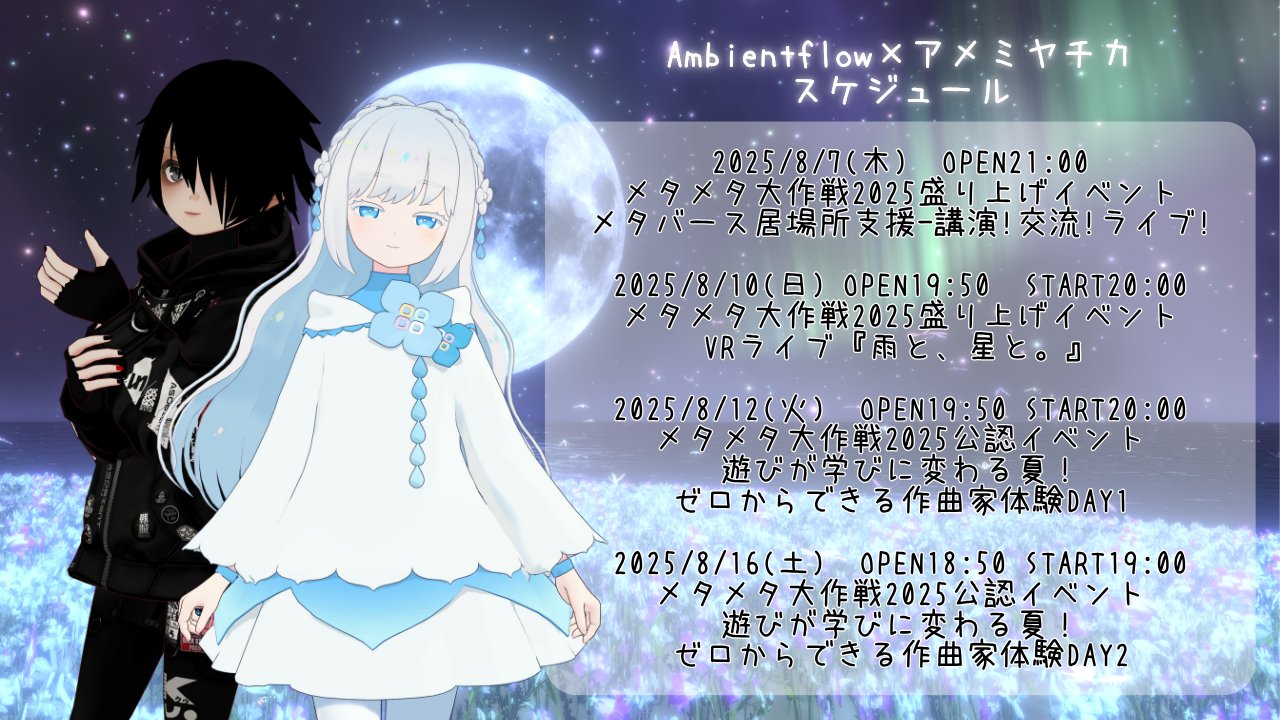 Ambientflow×アメミヤチカ
スケジュール
2025/8/7(木) OPEN21:00
メタメタ大作戦2025盛り上げイベント
メタバース居場所支援-講演!交流!ライブ!
2025/8/10(日) OPEN19:50 START20:00
メタメタ大作戦2025盛り上げイベント
VRライブ『雨と、星と。』
2025/8/12(火) OPEN19:50 START20:00
メタメタ大作戦2025公認イベント
遊びが学びに変わる夏!
ゼロからできる作曲家体験DAY1
2025/8/16(土) OPEN18:50 START19:00
メタメタ大作戦2025公認イベント
遊びが学びに変わる夏!
ゼロからできる作曲家体験DAY2